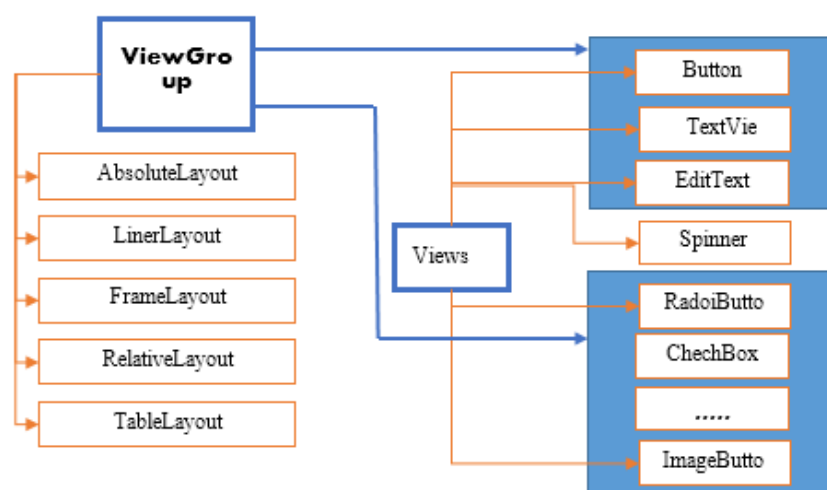 ViewGro
up
AbsoluteLayout
LinerLayout
FrameLayout
RelativeLayout
TableLayout
Views
Button
TextVie
EditText
Spinner
RadoiButto
ChechBox
.....
ImageButto